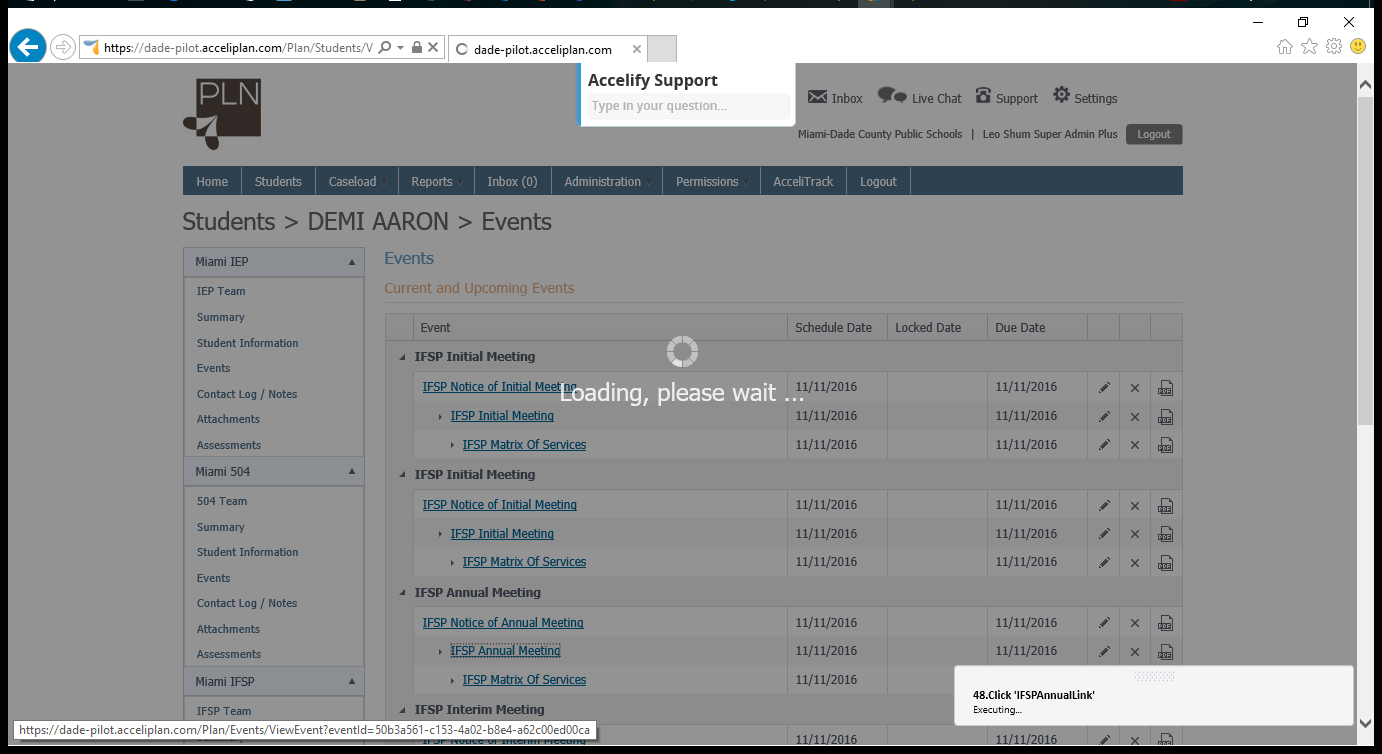 https://dade-pilot.acceliplan.com/Plan/Students/V
dade-pilot.acceliplan.com
PLN
Accelify Support
Type in your question...
Inbox
Live Chat
Support
Settings
Miami-Dade County Public Schools | Leo Shum Super Admin Plus Logout
Home Students Caseload Reports Inbox (0) Administration Permissions AcceliTrack Logout
Students > DEMI AARON > Events
Miami IEP
IEP Team
Summary
Student Information
Events
Contact Log / Notes
Attachments
Assessments
Miami 504
504 Team
Summary
Student Information
Events
Contact Log / Notes
Attachments
Assessments
Miami IFSP
IFSP Team
Events
Current and Upcoming Events
Event Schedule Date Locked Date Due Date
IFSP Initial Meeting
IFSP Notice of Initial Meeting 11/11/2016 11/11/2016
Loading, please wait ...
IFSP Initial Meeting 11/11/2016 11/11/2016
IFSP Matrix Of Services 11/11/2016 11/11/2016
IFSP Initial Meeting
IFSP Notice of Initial Meeting 11/11/2016 11/11/2016
IFSP Initial Meeting 11/11/2016 11/11/2016
IFSP Matrix Of Services 11/11/2016 11/11/2016
IFSP Annual Meeting
IFSP Notice of Annual Meeting 11/11/2016 11/11/2016
IFSP Annual Meeting 11/11/2016 11/11/2016
IFSP Matrix Of Services 11/11/2016
IFSP Interim Meeting
IFSP Notice of Interim Meeting 11/11/2016 11/11/2016
48.Click 'IFSPAnnualLink'
Executing...
https://dade-pilot.acceliplan.com/Plan/Events/ViewEvent?eventId=50b3a561-c153-4a02-b8e4-a62c00ed00ca